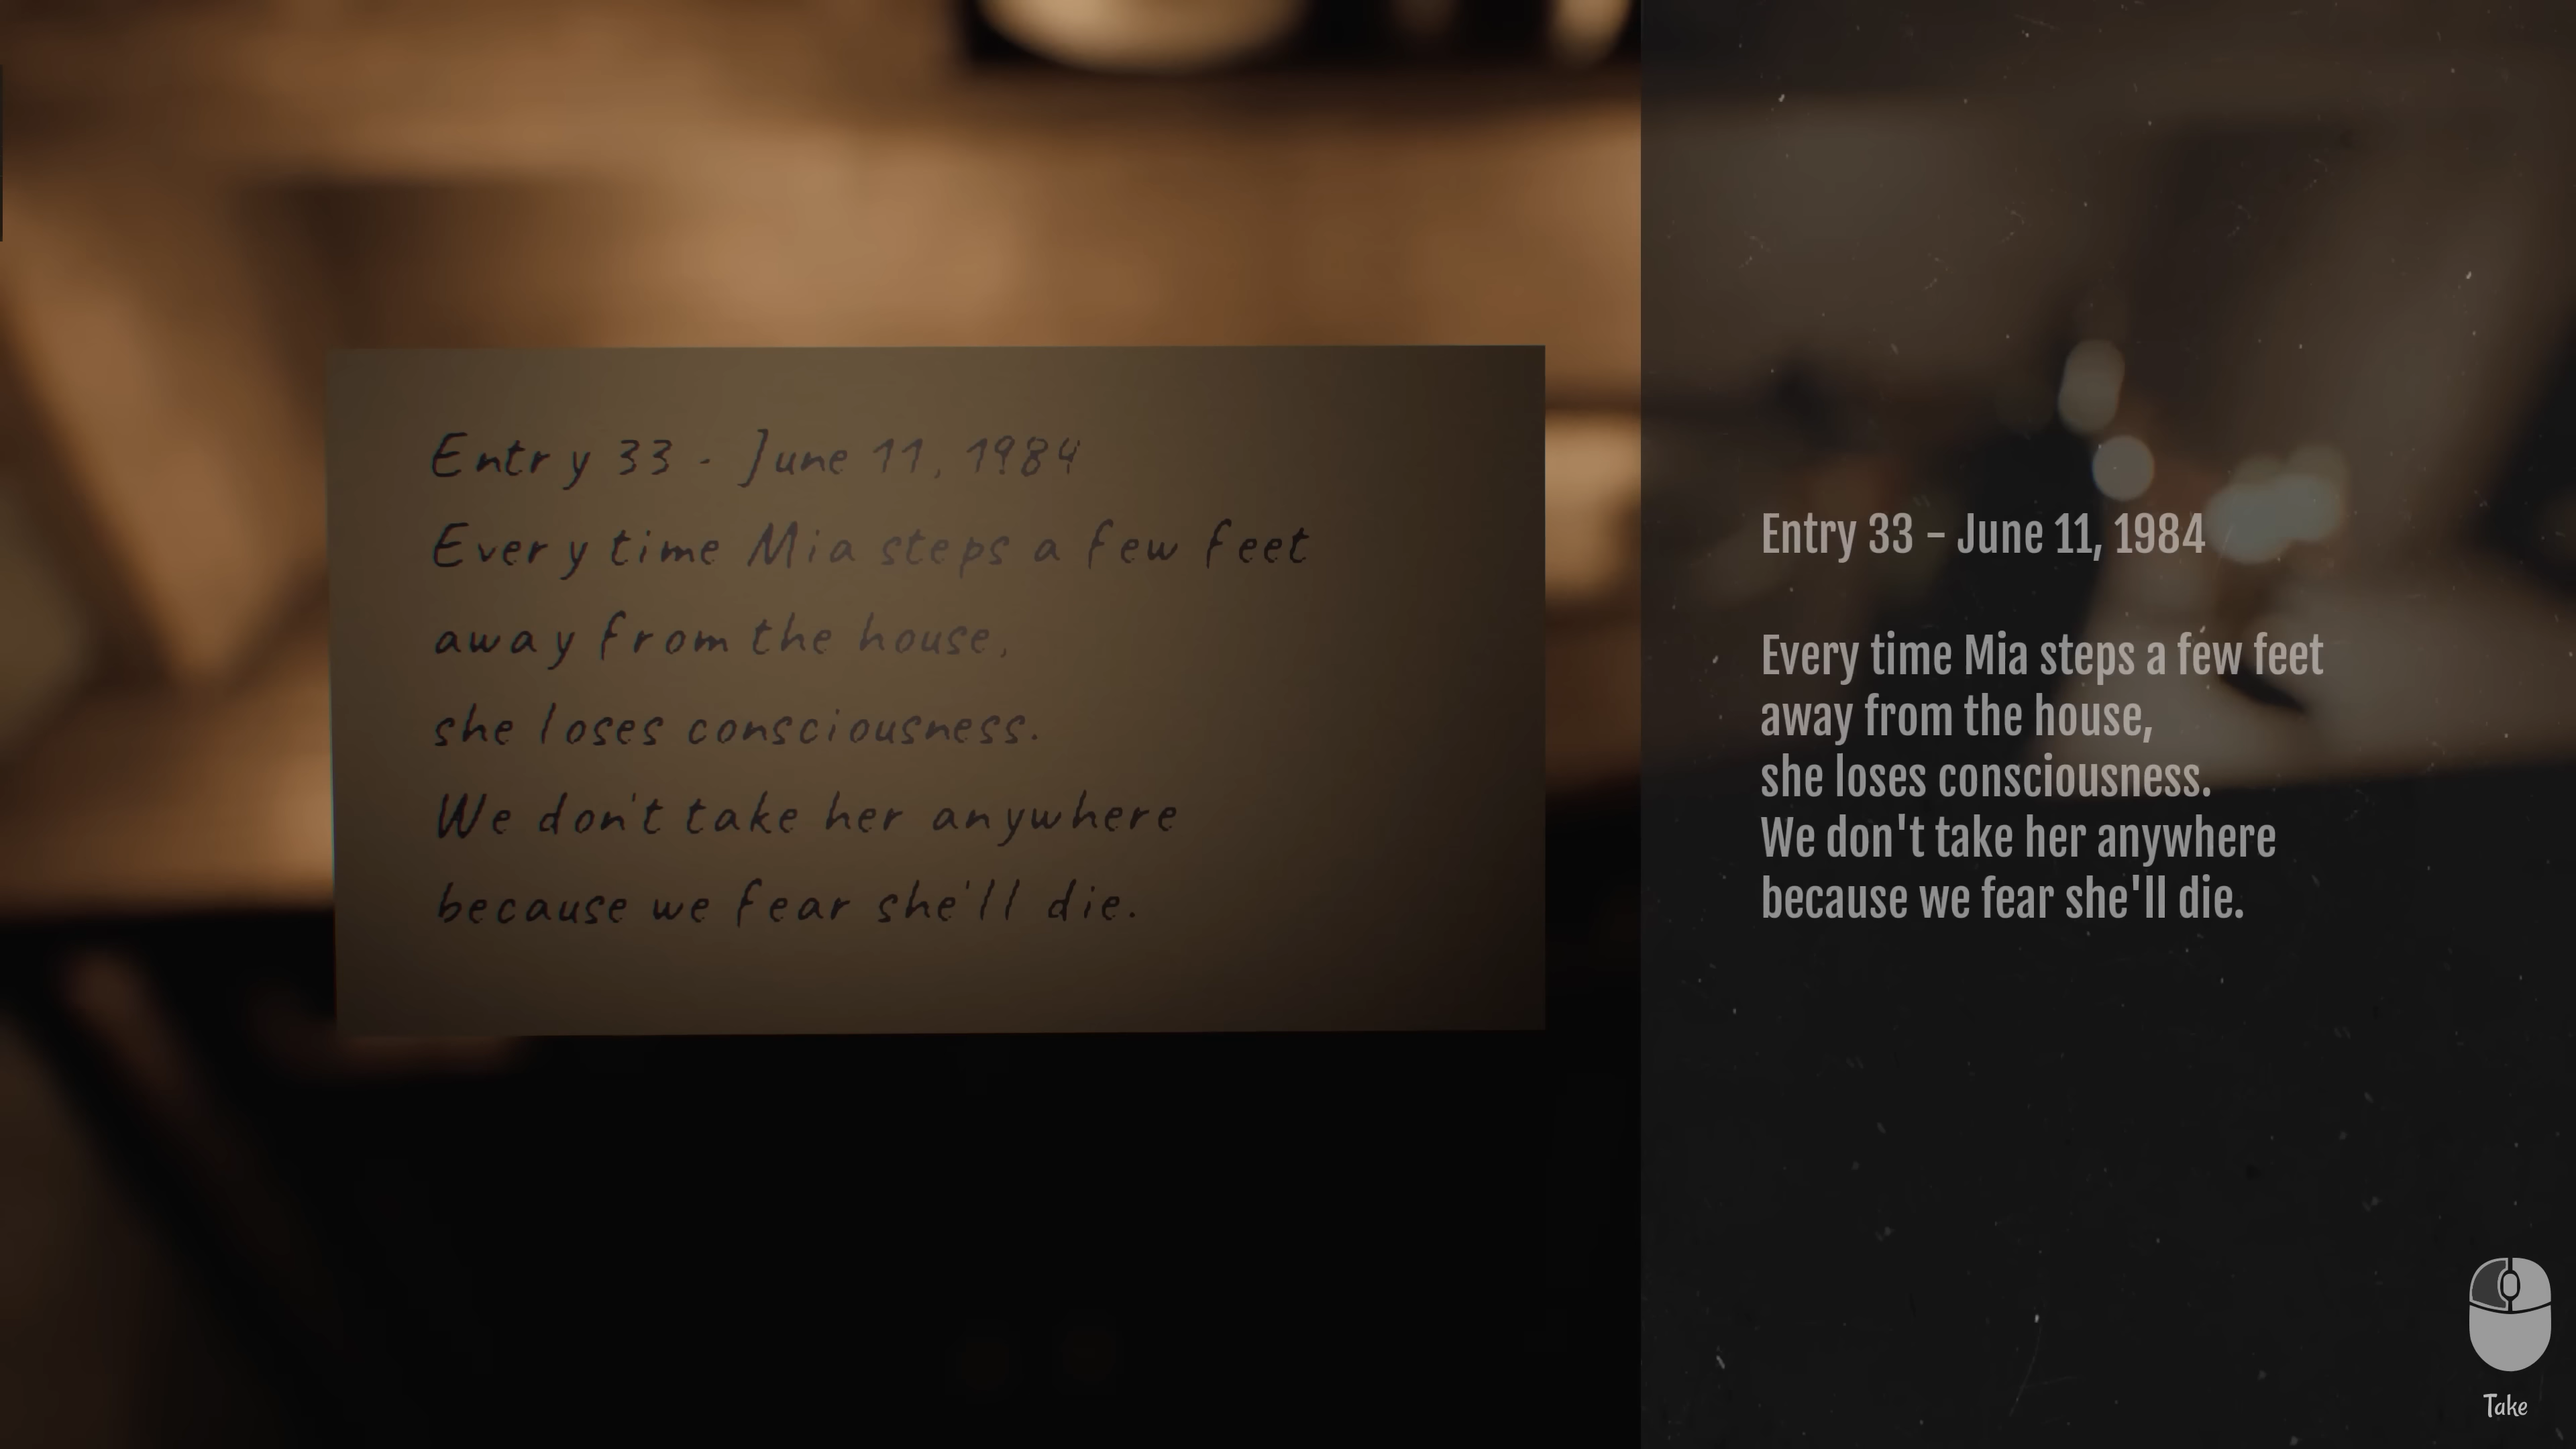 Entry 33 - June 11, 1984
Every time Mia steps a few feet
away from the house,
she loses consciousness.
We don't take her anywhere
because we fear she'll die.
Entry 33 – June 11, 1984
Every time Mia steps a few feet
away from the house,
she loses consciousness.
We don't take her anywhere
because we fear she'll die.
Take